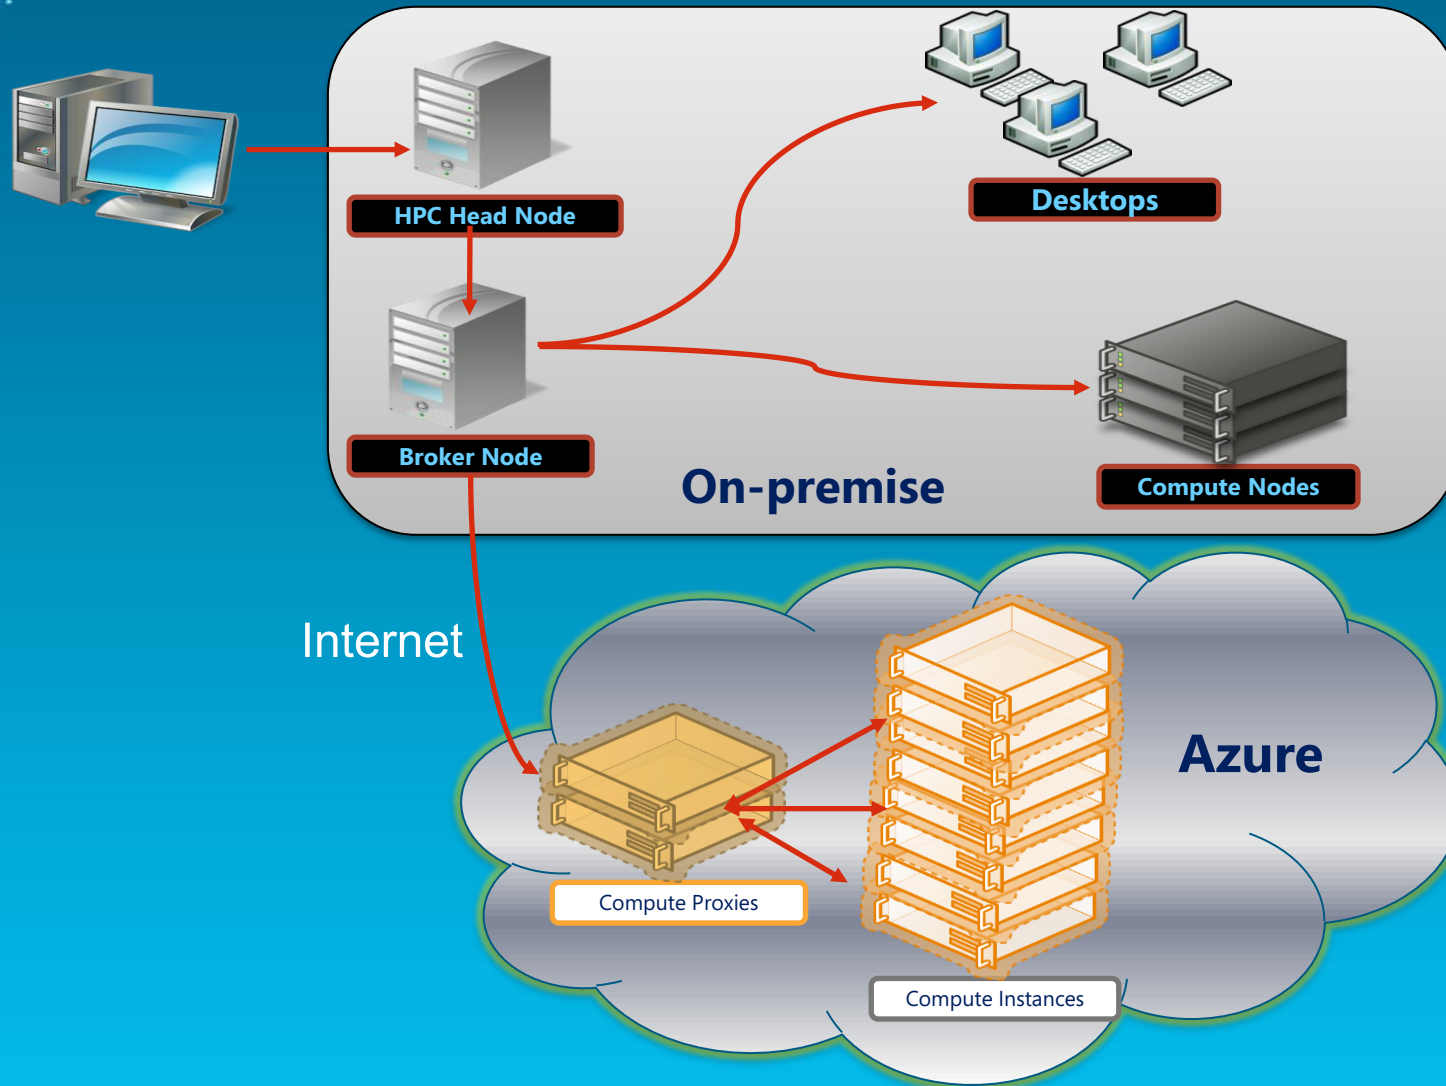 HPC Head Node
Desktops
Broker Node
On-premise
Compute Nodes
Internet
Azure
Compute Proxies
Compute Instances